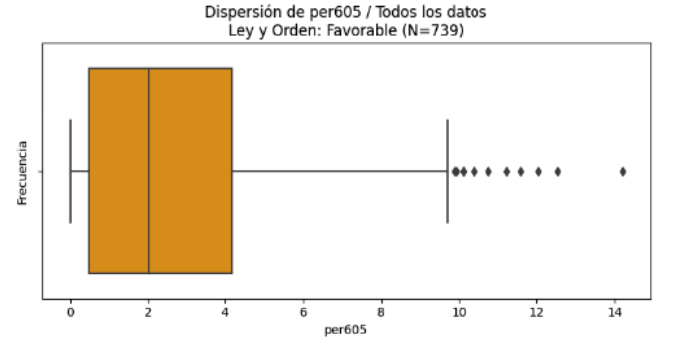 Dispersión de per605 / Todos los datos
Ley y Orden: Favorable (N=739)
Frecuencia
0 2 4 6 8 10 12 14
per605